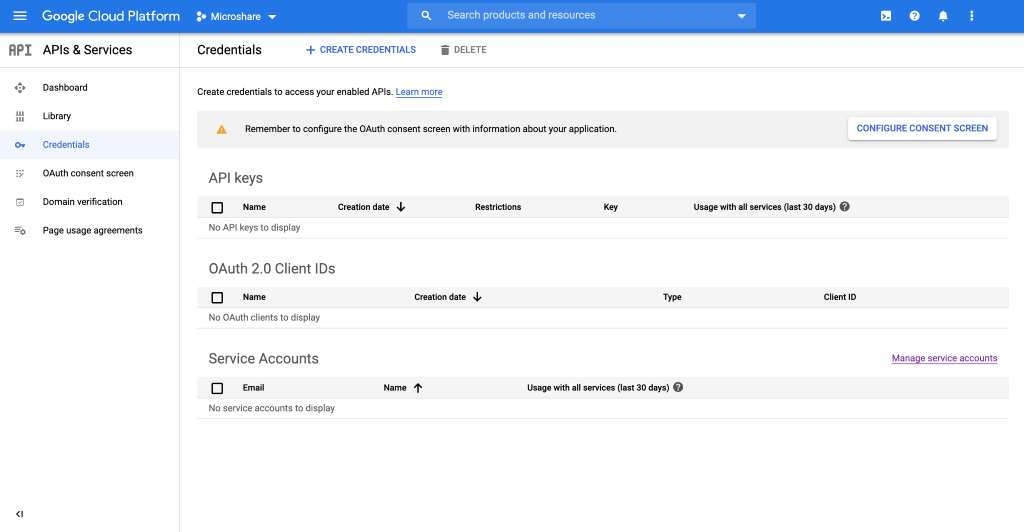 Google Cloud Platform
Microshare
Search products and resources
API APIs & Services
Credentials
CREATE CREDENTIALS
DELETE
Dashboard
Library
Credentials
OAuth consent screen
Domain verification
Page usage agreements
Create credentials to access your enabled APIs. Learn more
Remember to configure the OAuth consent screen with information about your application.
CONFIGURE CONSENT SCREEN
API keys
Name Creation date Restrictions Key Usage with all services (last 30 days)
No API keys to display
OAuth 2.0 Client IDs
Name Creation date Type Client ID
No OAuth clients to display
Service Accounts
Manage service accounts
Email Name Usage with all services (last 30 days)
No service accounts to display